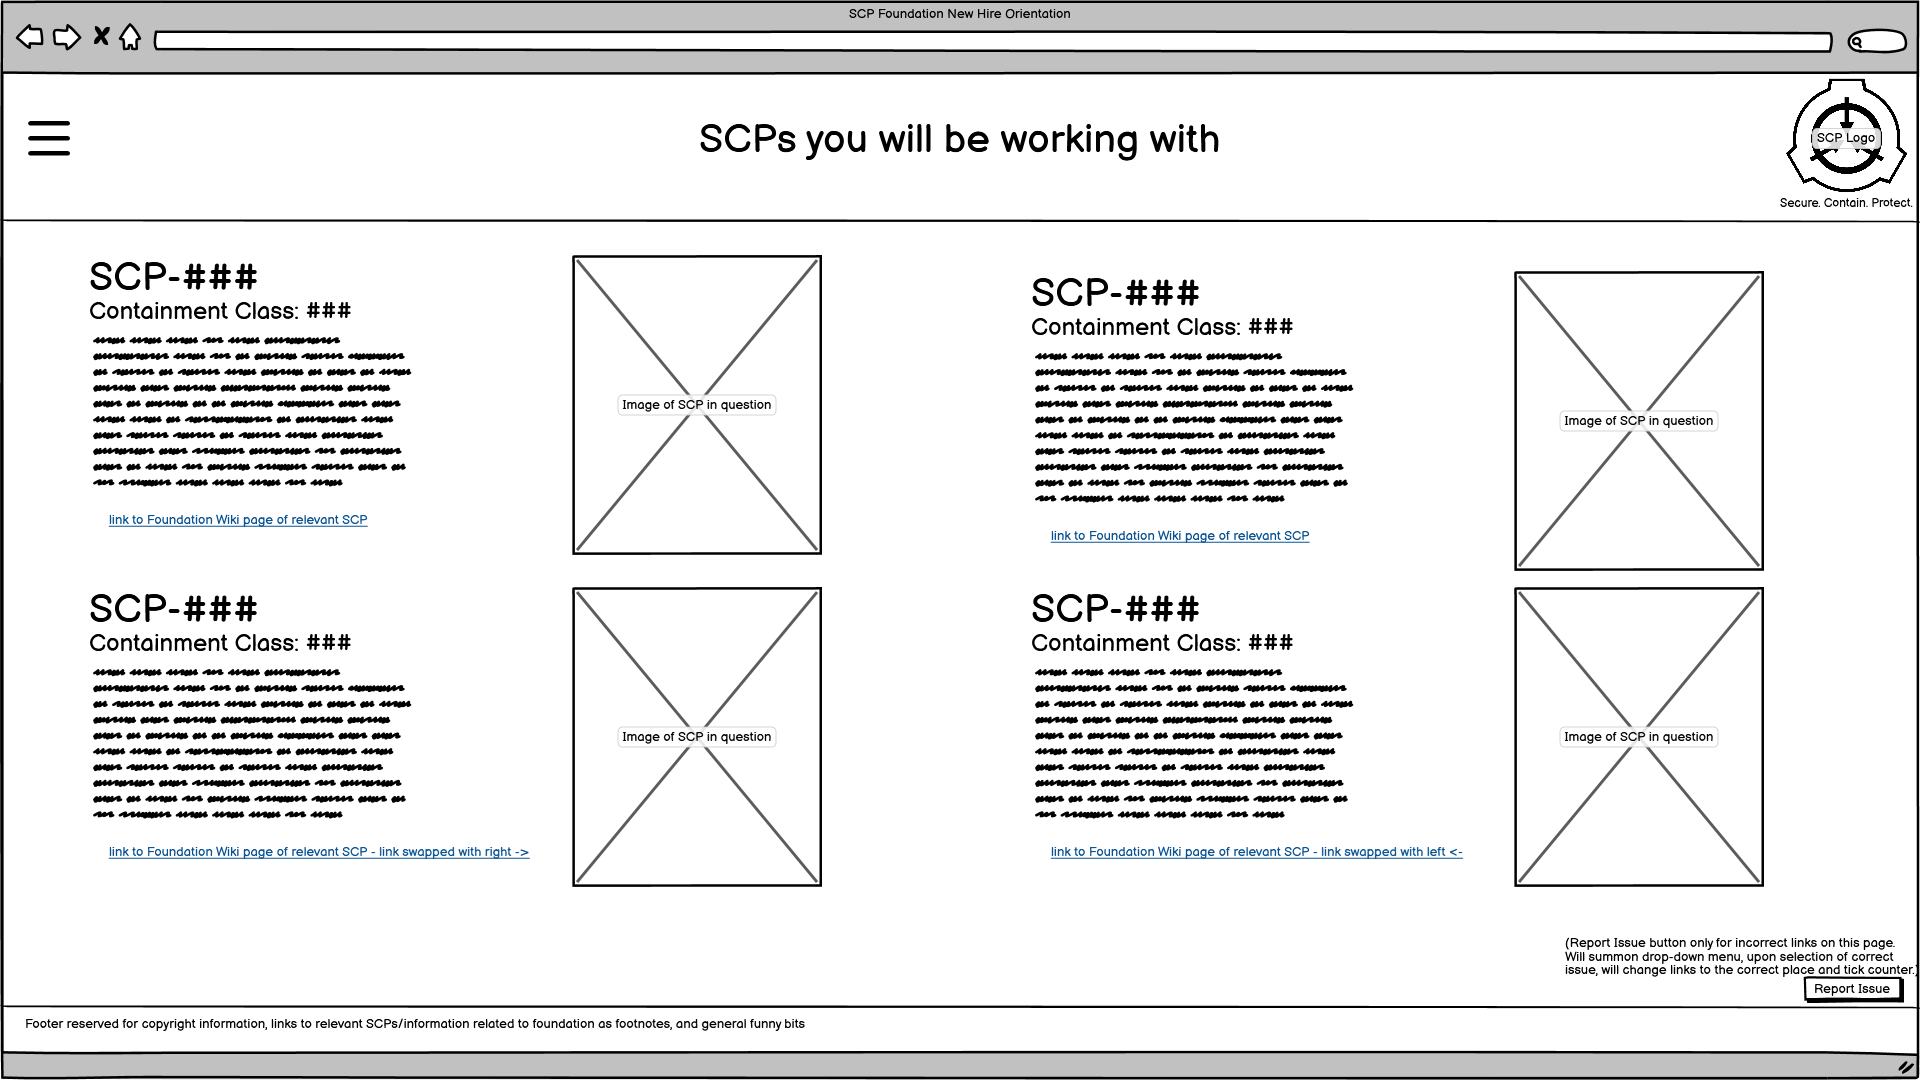 SCP Foundation New Hire Orientation
SCPs you will be working with
SCP Logo
Secure. Contain. Protect.
SCP-###
Containment Class: ###
link to Foundation Wiki page of relevant SCP
Image of SCP in question
SCP-###
Containment Class: ###
link to Foundation Wiki page of relevant SCP
Image of SCP in question
SCP-###
Containment Class: ###
link to Foundation Wiki page of relevant SCP - link swapped with right ->
Image of SCP in question
SCP-###
Containment Class: ###
link to Foundation Wiki page of relevant SCP - link swapped with left <-
Image of SCP in question
(Report Issue button only for incorrect links on this page.
Will summon drop-down menu, upon selection of correct
issue, will change links to the correct place and tick counter.)
Report Issue
Footer reserved for copyright information, links to relevant SCPs/information related to foundation as footnotes, and general funny bits